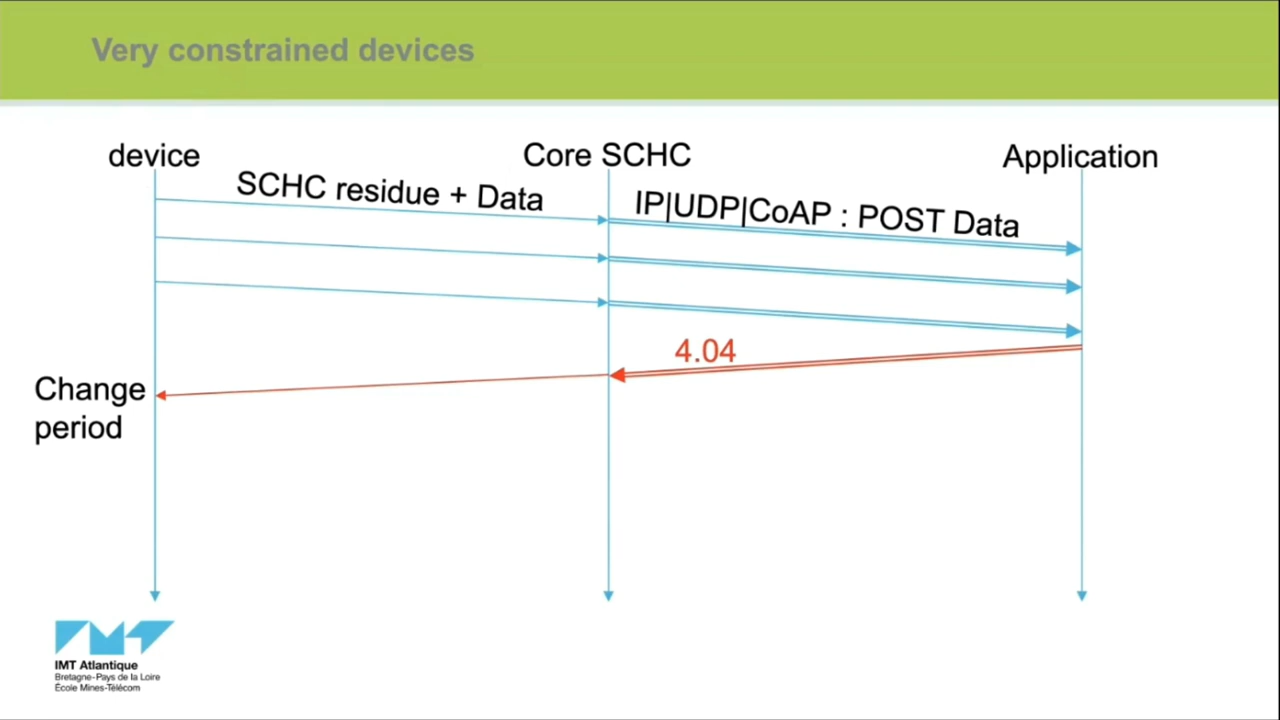 Very constrained devices
device
Core SCHC
Application
SCHC residue + Data
IP|UDP|CoAP : POST Data
4.04
Change
period
IMT Atlantique
Bretagne-Pays de la Loire
École Mines-Télécom